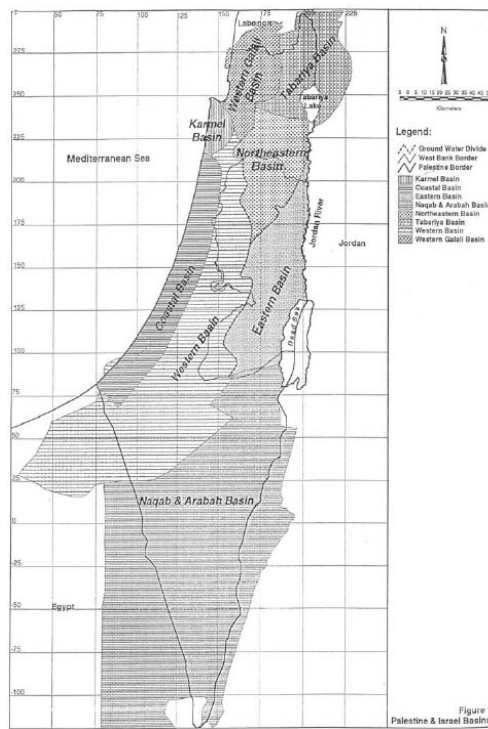 75
125
175
225
Lebanon
N
Western Galali
Basin
Tabariya Basin
Tabariya
Lake
Kilometers
Karmel
Basin
Mediterranean Sea
Northeastern
Basin
Legend:
Ground Water Divide
West Bank Border
Palestine Border
Karmel Basin
Coastal Basin
Eastern Basin
Naqab & Arabah Basin
Northeastern Basin
Tabariya Basin
Western Basin
Western Galali Basin
Jordan River
Jordan
Coastal Basin
Western Basin
Eastern Basin
Dead Sea
Naqab & Arabah Basin
Egypt
275
250
225
200
175
150
125
100
75
50
25
0
-25
-50
-75
-100
Figure
Palestine & Israel Basins